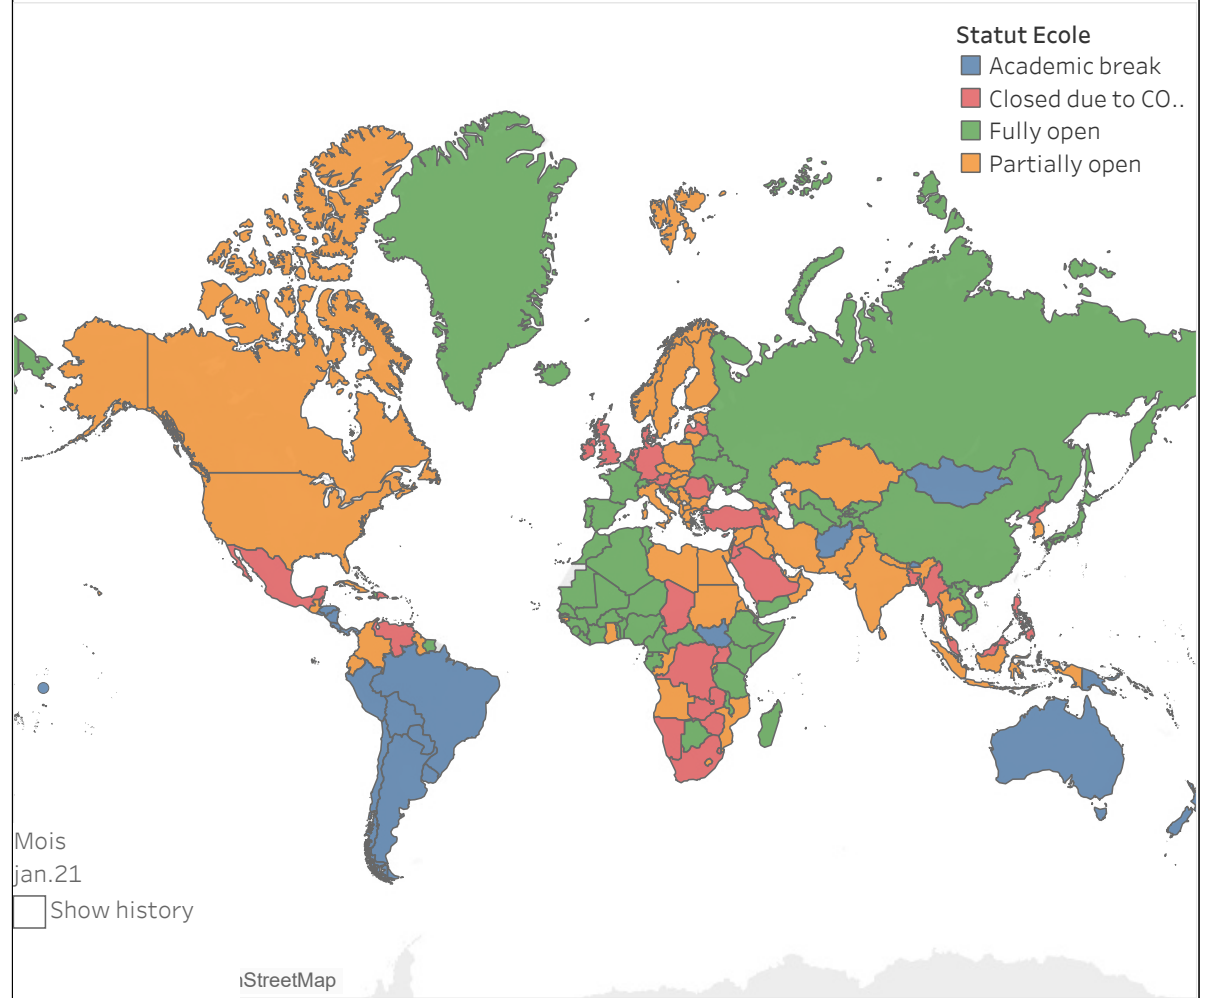 Statut Ecole
Academic break
Closed due to CO..
Fully open
Partially open
Mois
jan.21
Show history
StreetMap